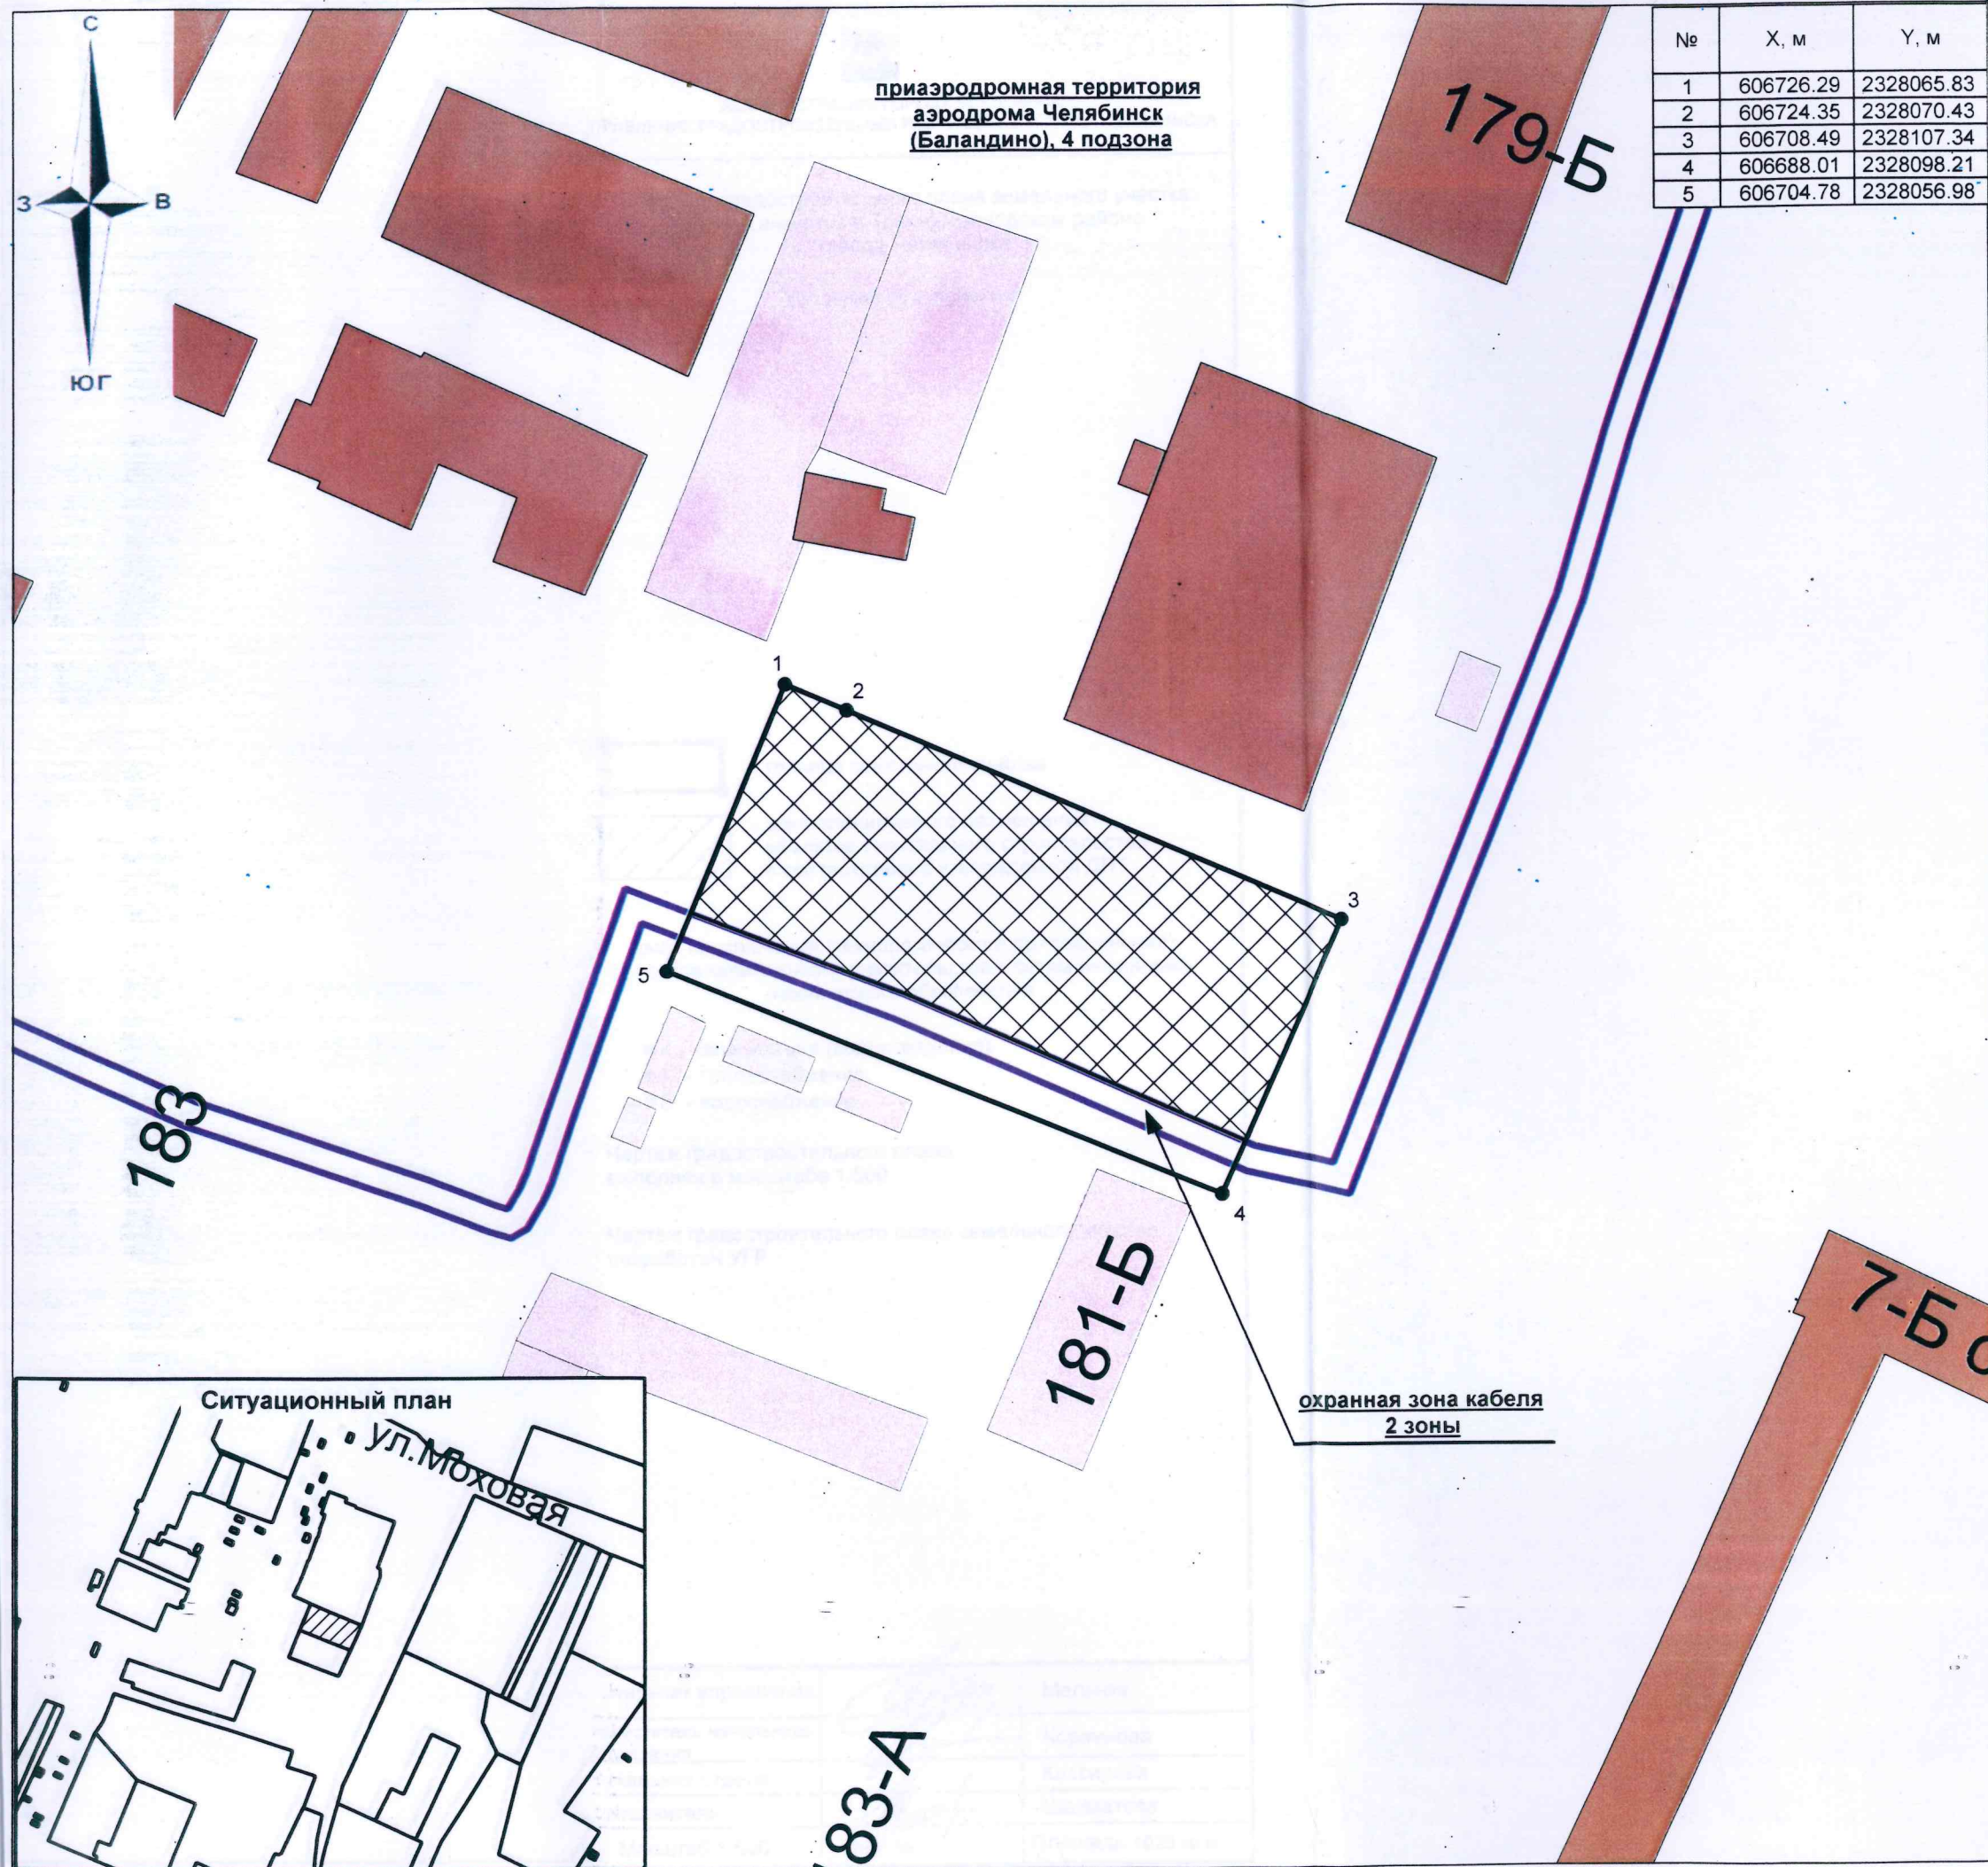 С
З
В
ЮГ
приаэродромная территория
аэродрома Челябинск
(Баландино), 4 подзона
179-Б
№ X, м Y, м
1 606726.29 2328065.83
2 606724.35 2328070.43
3 606708.49 2328107.34
4 606688.01 2328098.21
5 606704.78 2328056.98
1
2
3
5
4
183
181-Б
7-Б
охранная зона кабеля
2 зоны
Ситуационный план
ул.Моховая
83-А